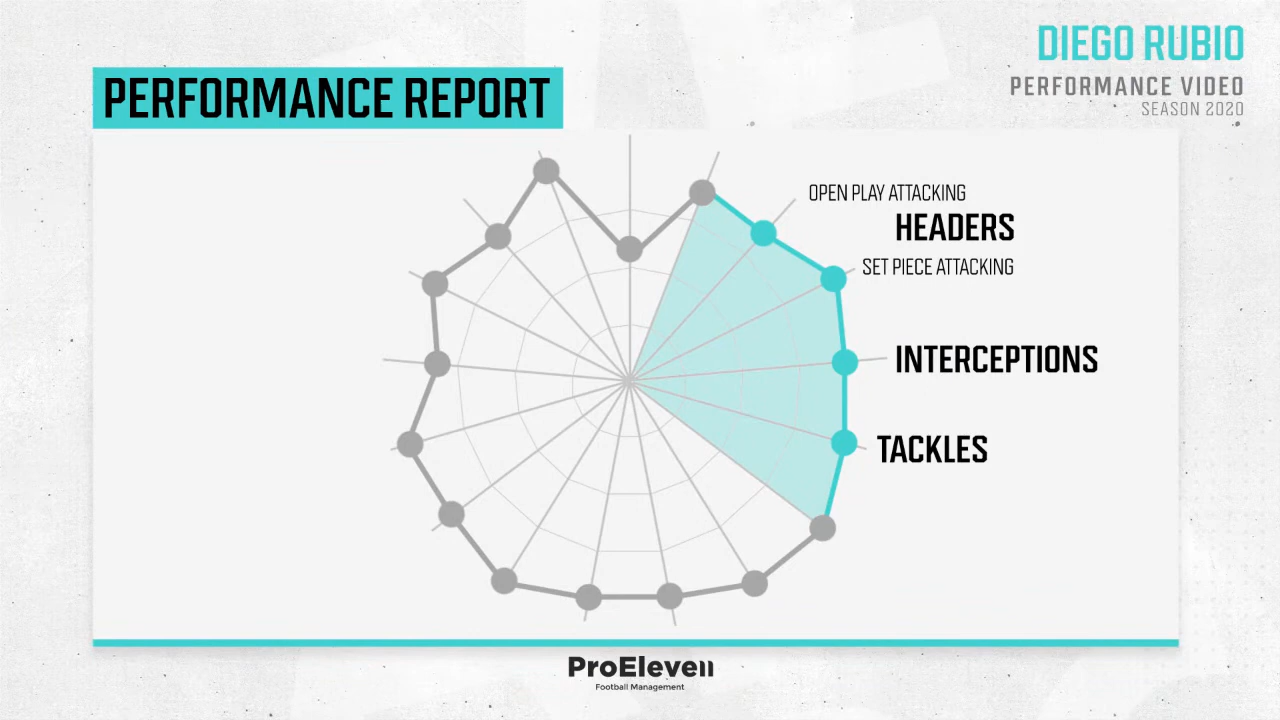 DIEGO RUBIO
PERFORMANCE VIDEO
SEASON 2020
PERFORMANCE REPORT
OPEN PLAY ATTACKING
HEADERS
SET PIECE ATTACKING
INTERCEPTIONS
TACKLES
ProEleven
Football Management